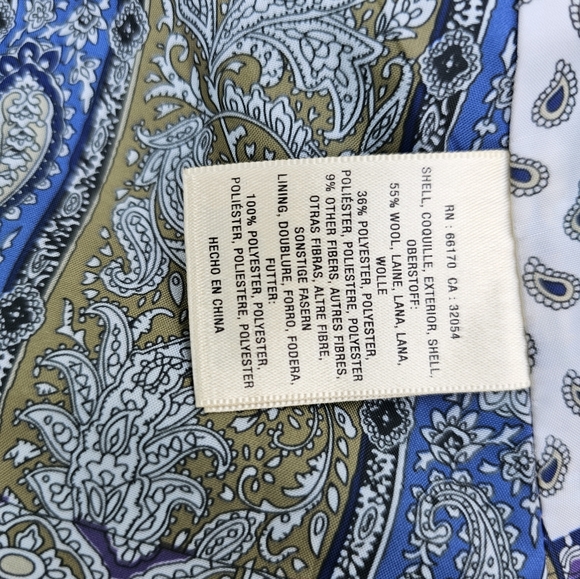 RN : 66170 CA : 32054
SHELL, COQUILLE, EXTERIOR, SHELL,
OBERSTOFF:
55% WOOL, LAINE, LANA, LANA,
WOLLE
36% POLYESTER, POLYESTER,
POLIÉSTER, POLIESTERE, POLYESTER
9% OTHER FIBERS, AUTRES FIBRES,
OTRAS FIBRAS, ALTRE FIBRE,
SONSTIGE FASERN
LINING, DOUBLURE, FORRO, FODERA,
FUTTER:
100% POLYESTER, POLYESTER,
POLIÉSTER, POLIESTERE, POLYESTER
HECHO EN CHINA